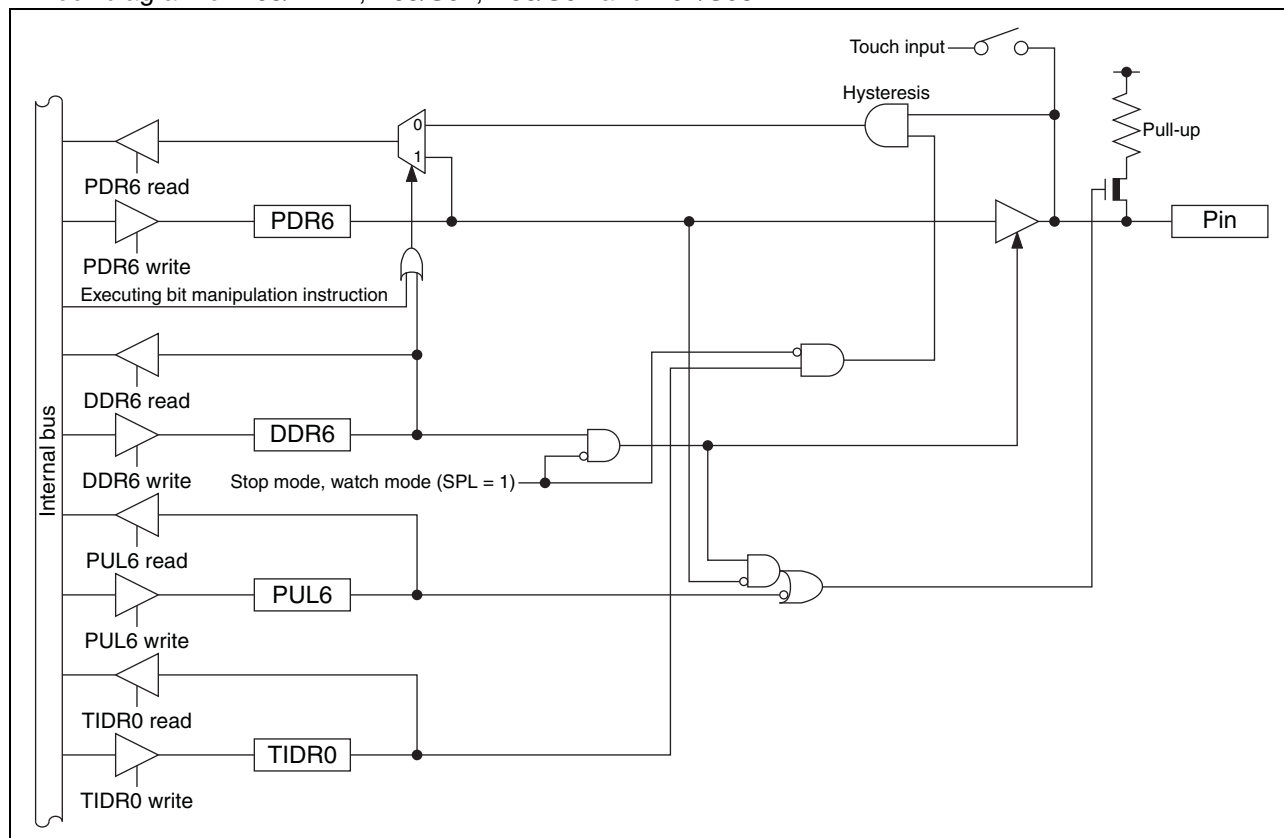 Touch input
Hysteresis
0
1
Pull-up
PDR6 read
PDR6
Pin
PDR6 write
Executing bit manipulation instruction
DDR6 read
DDR6
DDR6 write
Stop mode, watch mode (SPL = 1)
Internal bus
PUL6 read
PUL6
PUL6 write
TIDR0 read
TIDR0
TIDR0 write